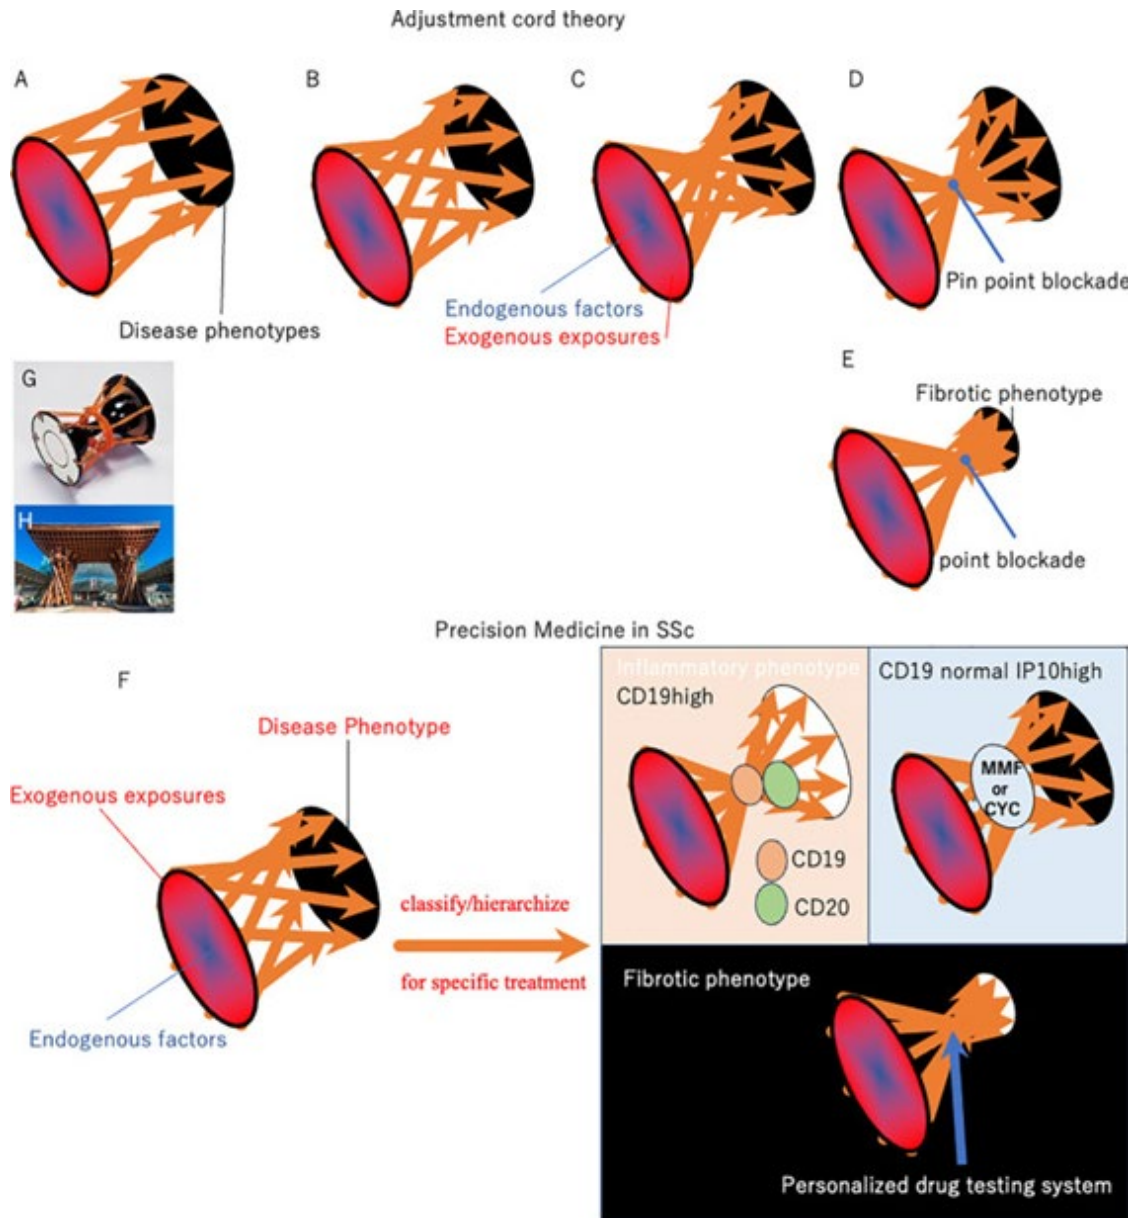 Adjustment cord theory
A
B
C
D
Disease phenotypes
Endogenous factors
Exogenous exposures
Pin point blockade
E
Fibrotic phenotype
point blockade
G
H
Precision Medicine in SSc
F
Disease Phenotype
Exogenous exposures
Endogenous factors
classify/hierarchize
for specific treatment
Inflammatory phenotype
CD19high
CD19
CD20
CD19 normal IP10high
MMF
or
CYC
Fibrotic phenotype
Personalized drug testing system